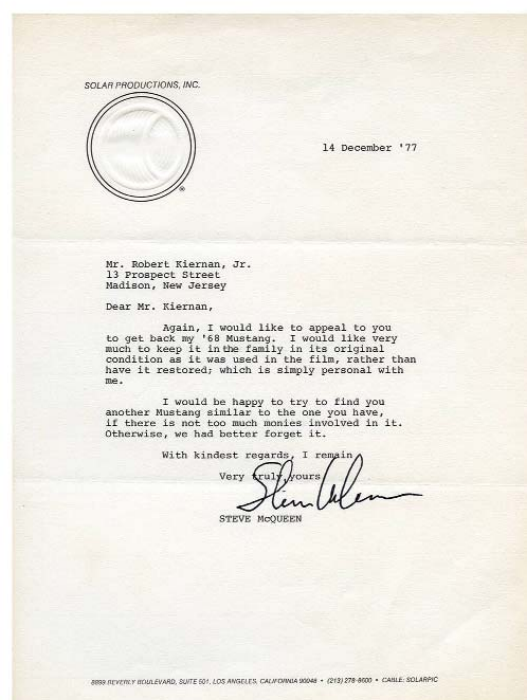 SOLAR PRODUCTIONS, INC.
14 December '77
Mr. Robert Kiernan, Jr.
13 Prospect Street
Madison, New Jersey
Dear Mr. Kiernan,
Again, I would like to appeal to you
to get back my '68 Mustang. I would like very
much to keep it in the family in its original
condition as it was used in the film, rather than
have it restored; which is simply personal with
me.
I would be happy to try to find you
another Mustang similar to the one you have,
if there is not too much monies involved in it.
Otherwise, we had better forget it.
With kindest regards, I remain
Very truly yours
STEVE McQUEEN
8899 BEVERLY BOULEVARD, SUITE 501, LOS ANGELES, CALIFORNIA 90048 • (213) 278-8600 • CABLE: SOLARPIC